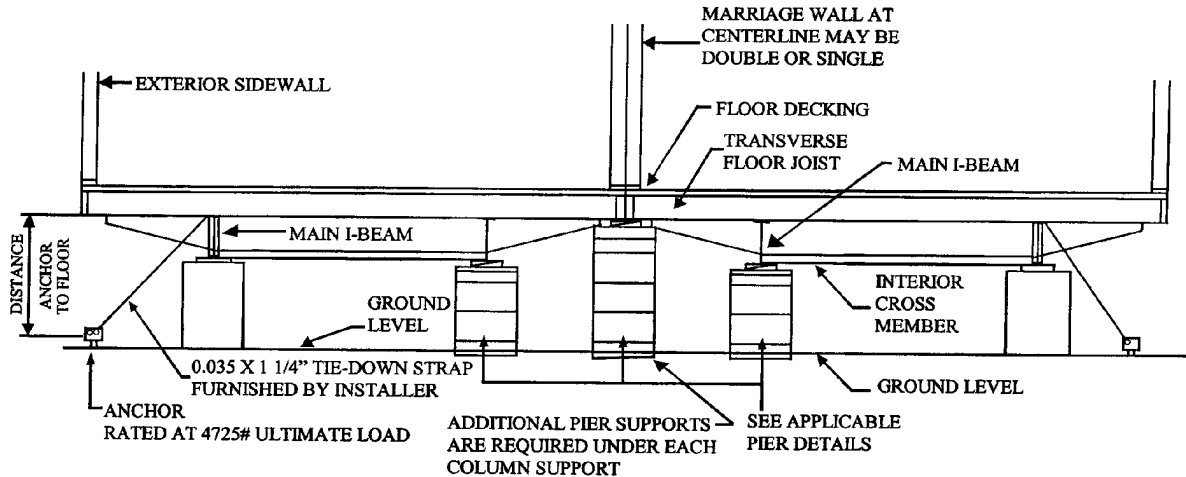 MARRIAGE WALL AT
CENTERLINE MAY BE
DOUBLE OR SINGLE
EXTERIOR SIDEWALL
FLOOR DECKING
TRANSVERSE
FLOOR JOIST
MAIN I-BEAM
MAIN I-BEAM
DISTANCE
ANCHOR
TO FLOOR
GROUND
LEVEL
INTERIOR
CROSS
MEMBER
0.035 X 1 1/4” TIE-DOWN STRAP
FURNISHED BY INSTALLER
GROUND LEVEL
ANCHOR
RATED AT 4725# ULTIMATE LOAD
ADDITIONAL PIER SUPPORTS
ARE REQUIRED UNDER EACH
COLUMN SUPPORT
SEE APPLICABLE
PIER DETAILS